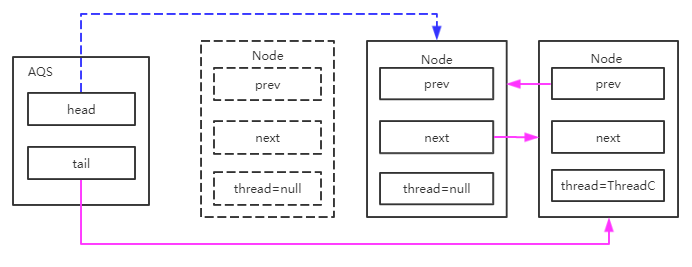 AQS
head
tail
Node
prev
next
thread=null
Node
prev
next
thread=null
Node
prev
next
thread=ThreadC